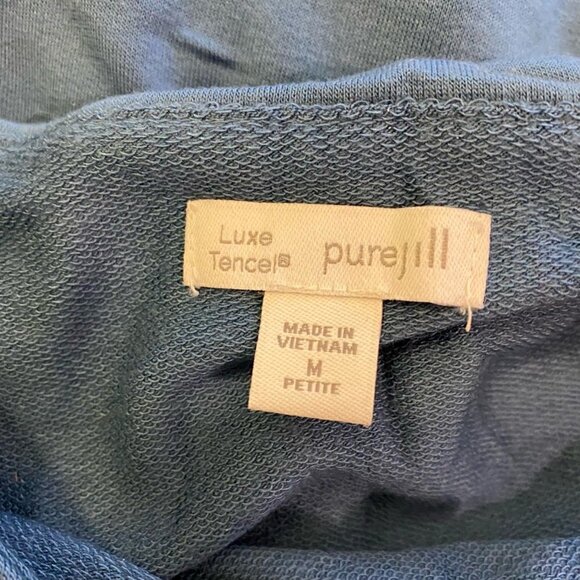 Luxe
Tencel®
purejill
MADE IN
VIETNAM
M
PETITE